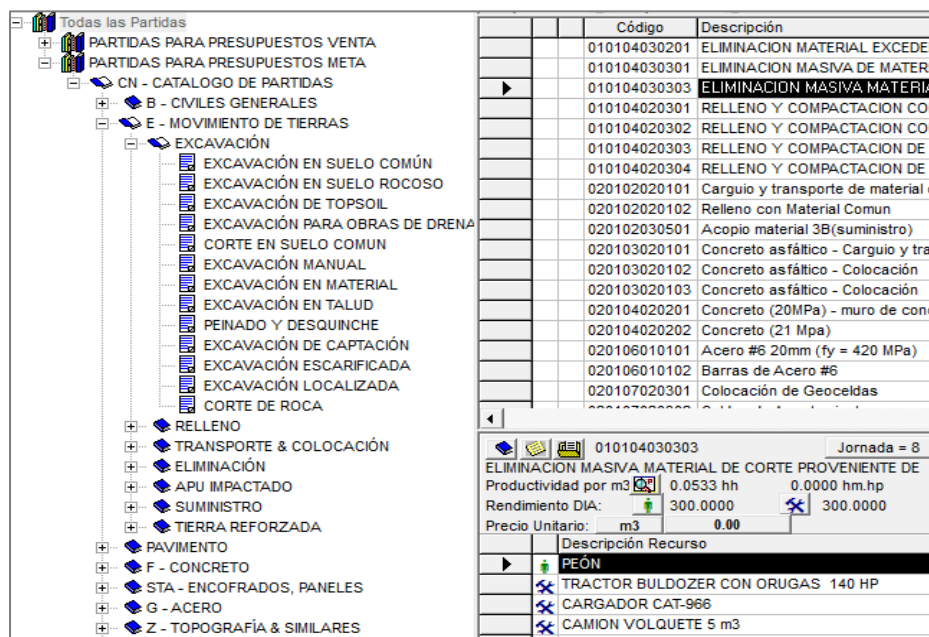 Todas las Partidas
PARTIDAS PARA PRESUPUESTOS VENTA
PARTIDAS PARA PRESUPUESTOS META
CN - CATALOGO DE PARTIDAS
B - CIVILES GENERALES
E - MOVIMIENTO DE TIERRAS
EXCAVACIÓN
EXCAVACIÓN EN SUELO COMÚN
EXCAVACIÓN EN SUELO ROCOSO
EXCAVACIÓN DE TOPSOIL
EXCAVACIÓN PARA OBRAS DE DRENA
CORTE EN SUELO COMUN
EXCAVACIÓN MANUAL
EXCAVACIÓN EN MATERIAL
EXCAVACIÓN EN TALUD
PEINADO Y DESQUINCHE
EXCAVACIÓN DE CAPTACIÓN
EXCAVACIÓN ESCARIFICADA
EXCAVACIÓN LOCALIZADA
CORTE DE ROCA
RELLENO
TRANSPORTE & COLOCACIÓN
ELIMINACIÓN
APU IMPACTADO
SUMINISTRO
TIERRA REFORZADA
PAVIMENTO
F - CONCRETO
STA - ENCOFRADOS, PANELES
G - ACERO
Z - TOPOGRAFÍA & SIMILARES
Código Descripción
010104030201 ELIMINACION MATERIAL EXCEDE
010104030301 ELIMINACION MASIVA DE MATER
010104030303 ELIMINACION MASIVA MATERIA
010104020301 RELLENO Y COMPACTACION CO
010104020302 RELLENO Y COMPACTACION CO
010104020303 RELLENO Y COMPACTACION DE
010104020304 RELLENO Y COMPACTACION DE
020102020101 Carguio y transporte de material
020102020102 Relleno con Material Comun
020102030501 Acopio material 3B(suministro)
020103020101 Concreto asfáltico - Carguio y tra
020103020102 Concreto asfáltico - Colocación
020103020103 Concreto asfáltico - Colocación
020104020201 Concreto (20MPa) - muro de con
020104020202 Concreto (21 Mpa)
020106010101 Acero #6 20mm (fy = 420 MPa)
020106010102 Barras de Acero #6
020107020301 Colocación de Geoceldas
010104030303 Jornada = 8
ELIMINACION MASIVA MATERIAL DE CORTE PROVENIENTE DE
Productividad por m3 0.0533 hh 0.0000 hm.hp
Rendimiento DIA: 300.0000 300.0000
Precio Unitario: m3 0.00
Descripción Recurso
PEÓN
TRACTOR BULDOZER CON ORUGAS 140 HP
CARGADOR CAT-966
CAMION VOLQUETE 5 m3